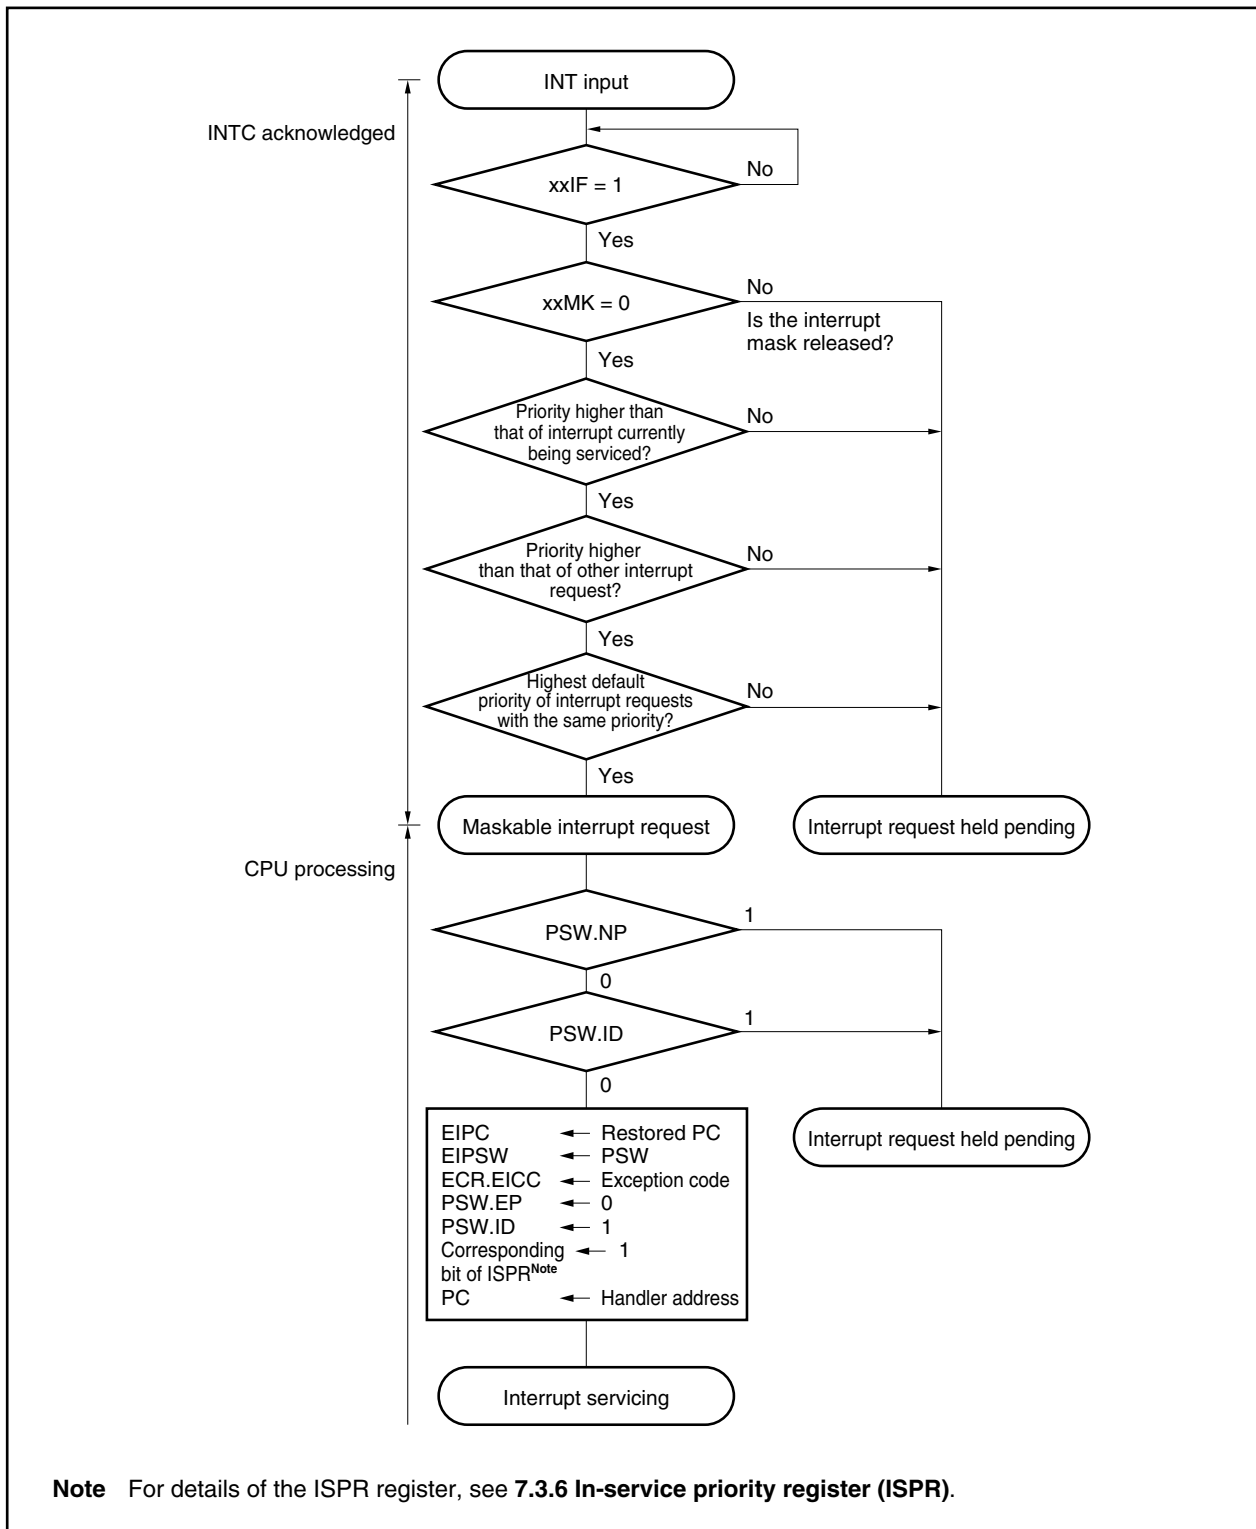 INT input
INTC acknowledged
xxIF = 1
No
Yes
xxMK = 0
No
Is the interrupt
mask released?
Yes
Priority higher than
that of interrupt currently
being serviced?
No
Yes
Priority higher
than that of other interrupt
request?
No
Yes
Highest default
priority of interrupt requests
with the same priority?
No
Yes
Maskable interrupt request
Interrupt request held pending
CPU processing
PSW.NP
1
0
PSW.ID
1
0
EIPC ← Restored PC
EIPSW ← PSW
ECR.EICC ← Exception code
PSW.EP ← 0
PSW.ID ← 1
Corresponding ← 1
bit of ISPRNote
PC ← Handler address
Interrupt request held pending
Interrupt servicing
Note For details of the ISPR register, see 7.3.6 In-service priority register (ISPR).